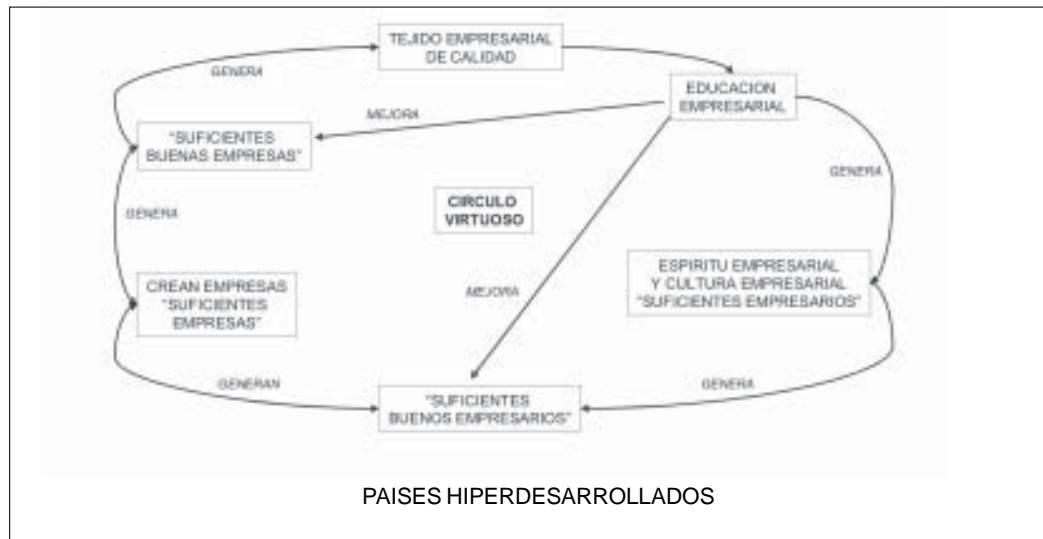 TEJIDO EMPRESARIAL
DE CALIDAD
GENERA
EDUCACION
EMPRESARIAL
MEJORA
"SUFICIENTES
BUENAS EMPRESAS"
GENERA
CIRCULO
VIRTUOSO
GENERA
ESPIRITU EMPRESARIAL
Y CULTURA EMPRESARIAL
"SUFICIENTES EMPRESARIOS"
CREAN EMPRESAS
"SUFICIENTES
EMPRESAS"
MEJORA
GENERAN
GENERA
"SUFICIENTES
BUENOS EMPRESARIOS"
PAISES HIPERDESARROLLADOS